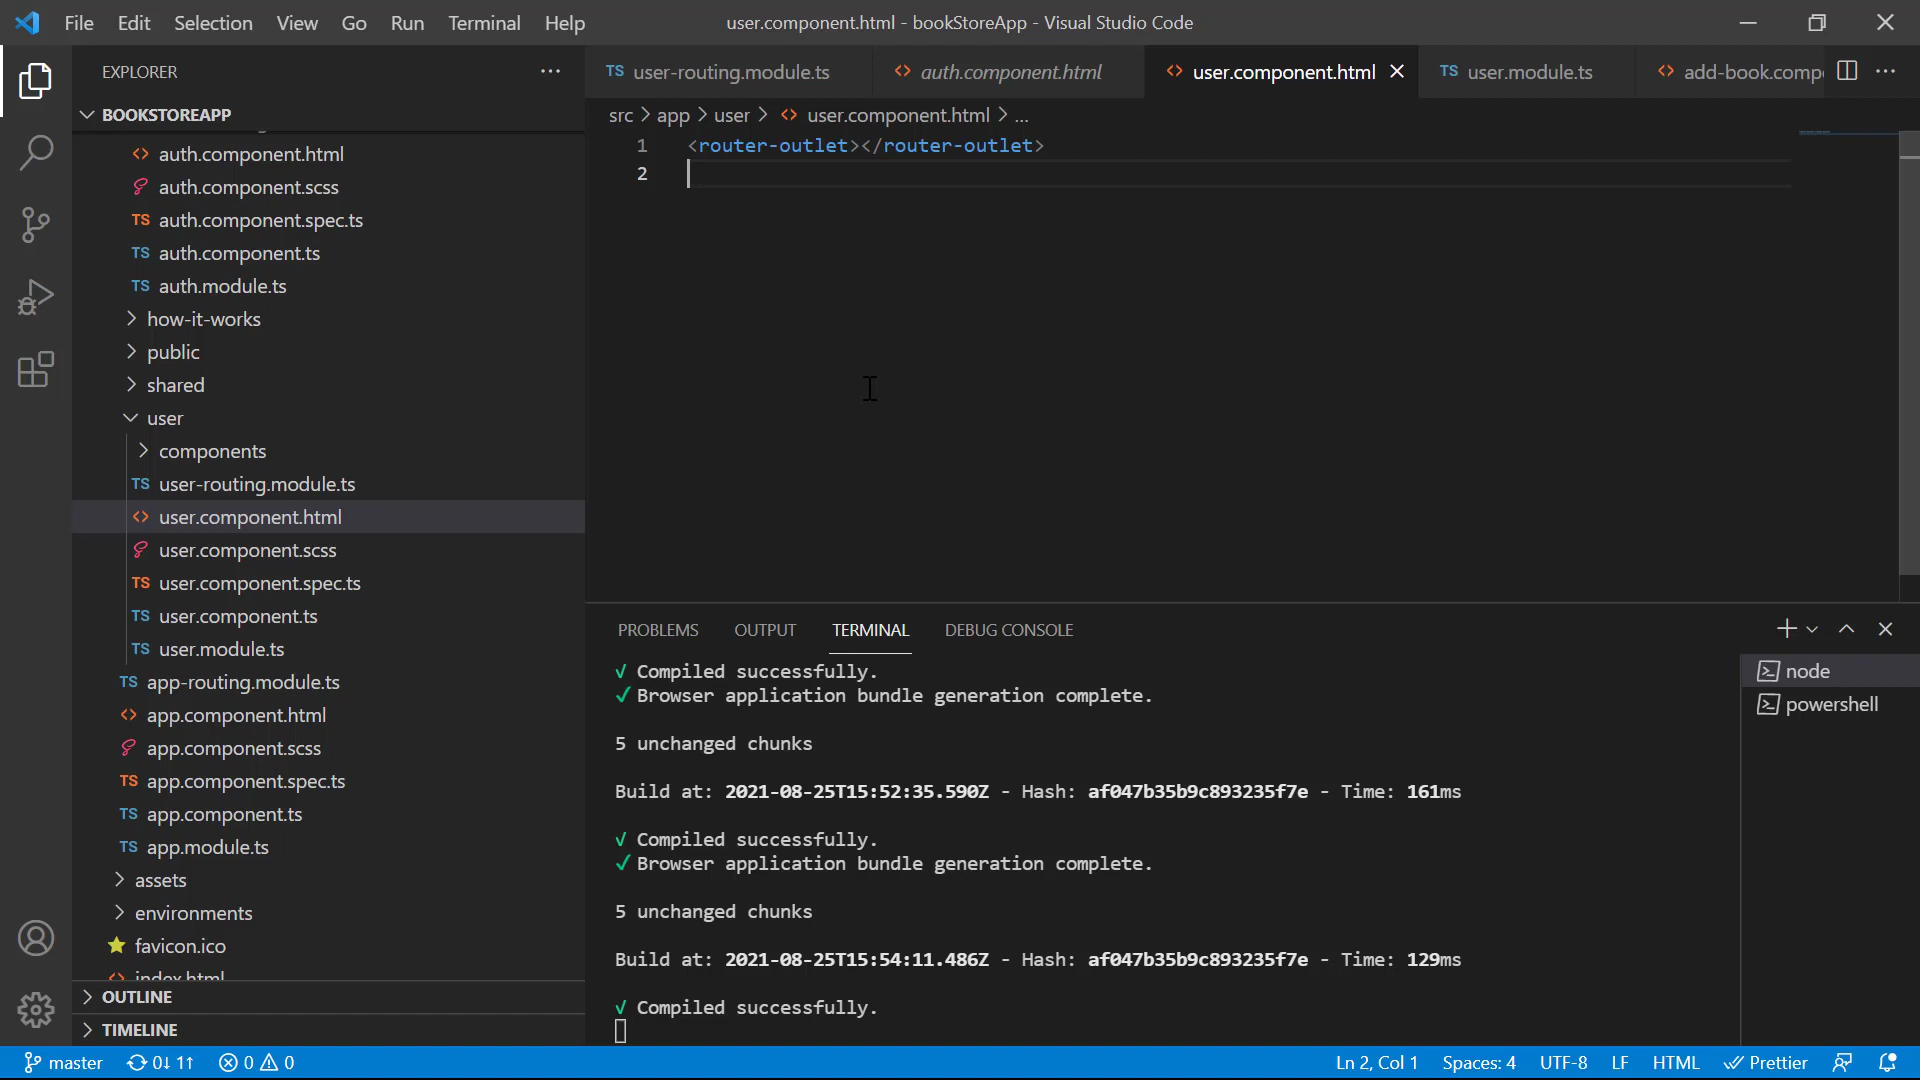 File Edit Selection View Go Run Terminal Help
user.component.html - bookStoreApp - Visual Studio Code
EXPLORER
BOOKSTOREAPP
auth.component.html
auth.component.scss
TS auth.component.spec.ts
TS auth.component.ts
TS auth.module.ts
how-it-works
public
shared
user
components
TS user-routing.module.ts
user.component.html
user.component.scss
TS user.component.spec.ts
TS user.component.ts
TS user.module.ts
TS app-routing.module.ts
app.component.html
app.component.scss
TS app.component.spec.ts
TS app.component.ts
TS app.module.ts
assets
environments
favicon.ico
index.html
OUTLINE
TIMELINE
TS user-routing.module.ts
auth.component.html
user.component.html
TS user.module.ts
add-book.comp
src > app > user > user.component.html > ...
1 <router-outlet></router-outlet>
2
PROBLEMS OUTPUT TERMINAL DEBUG CONSOLE
√ Compiled successfully.
✓ Browser application bundle generation complete.
5 unchanged chunks
Build at: 2021-08-25T15:52:35.590Z - Hash: af047b35b9c893235f7e - Time: 161ms
√ Compiled successfully.
✓ Browser application bundle generation complete.
5 unchanged chunks
Build at: 2021-08-25T15:54:11.486Z - Hash: af047b35b9c893235f7e - Time: 129ms
√ Compiled successfully.
node
powershell
master 0↓ 1↑ 0 0
Ln 2, Col 1 Spaces: 4 UTF-8 LF HTML Prettier